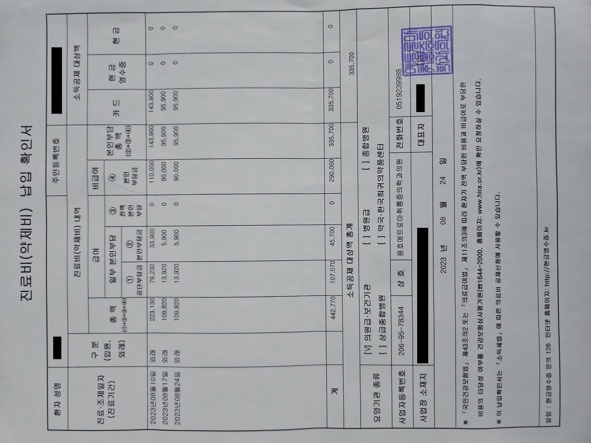 진료비(약제비) 납입 확인서
환자 성명
주민등록번호
진료·조제일자 (진료기간)
구 분 (입원, 외래)
진료비(약제비) 내역
소득공제 대상액
총 액 (①+②+③+④)
급여
비급여
일부 본인부담
① 공단부담금
② 본인부담금
③ 전액 본인 부담
④ 본인 부담금
본인부담 총 액 (②+③+④)
카 드
현 금 영수증
현 금
2023년08월10일 외래 223,130 79,230 33,900 0 110,000 143,900 143,900 0 0
2023년08월17일 외래 109,820 13,920 5,900 0 90,000 95,900 95,900 0 0
2023년08월24일 외래 109,820 13,920 5,900 0 90,000 95,900 95,900 0 0
계 442,770 107,070 45,700 0 290,000 335,700 335,700 0 0
소득공제 대상액 총계 335,700
요양기관 종류
[√] 의원급·보건기관 [ ] 병원급 [ ] 종합병원
[ ] 상급종합병원 [ ] 약국·한국희귀의약품센터
사업자등록번호 206-95-78344 상 호 용호메드로마취통증의학과의원 전화번호 0519239988
사업장 소재지
대표자
2023 년 08 월 24 일
※ 「국민건강보험법」 제43조의2 또는 「의료급여법」 제11조의3에 따라 환자가 전액 부담한 비용과 비급여로 부담한
비용의 타당성 여부를 건강보험심사평가원(☎1644-2000, 홈페이지: www.hira.or.kr)에 확인 요청하실 수 있습니다.
※ 이 납입확인서는 「소득세법」에 따른 의료비 공제신청에 사용할 수 있습니다.
알림 : 현금영수증 문의 126 인터넷 홈페이지: http://현금영수증.kr